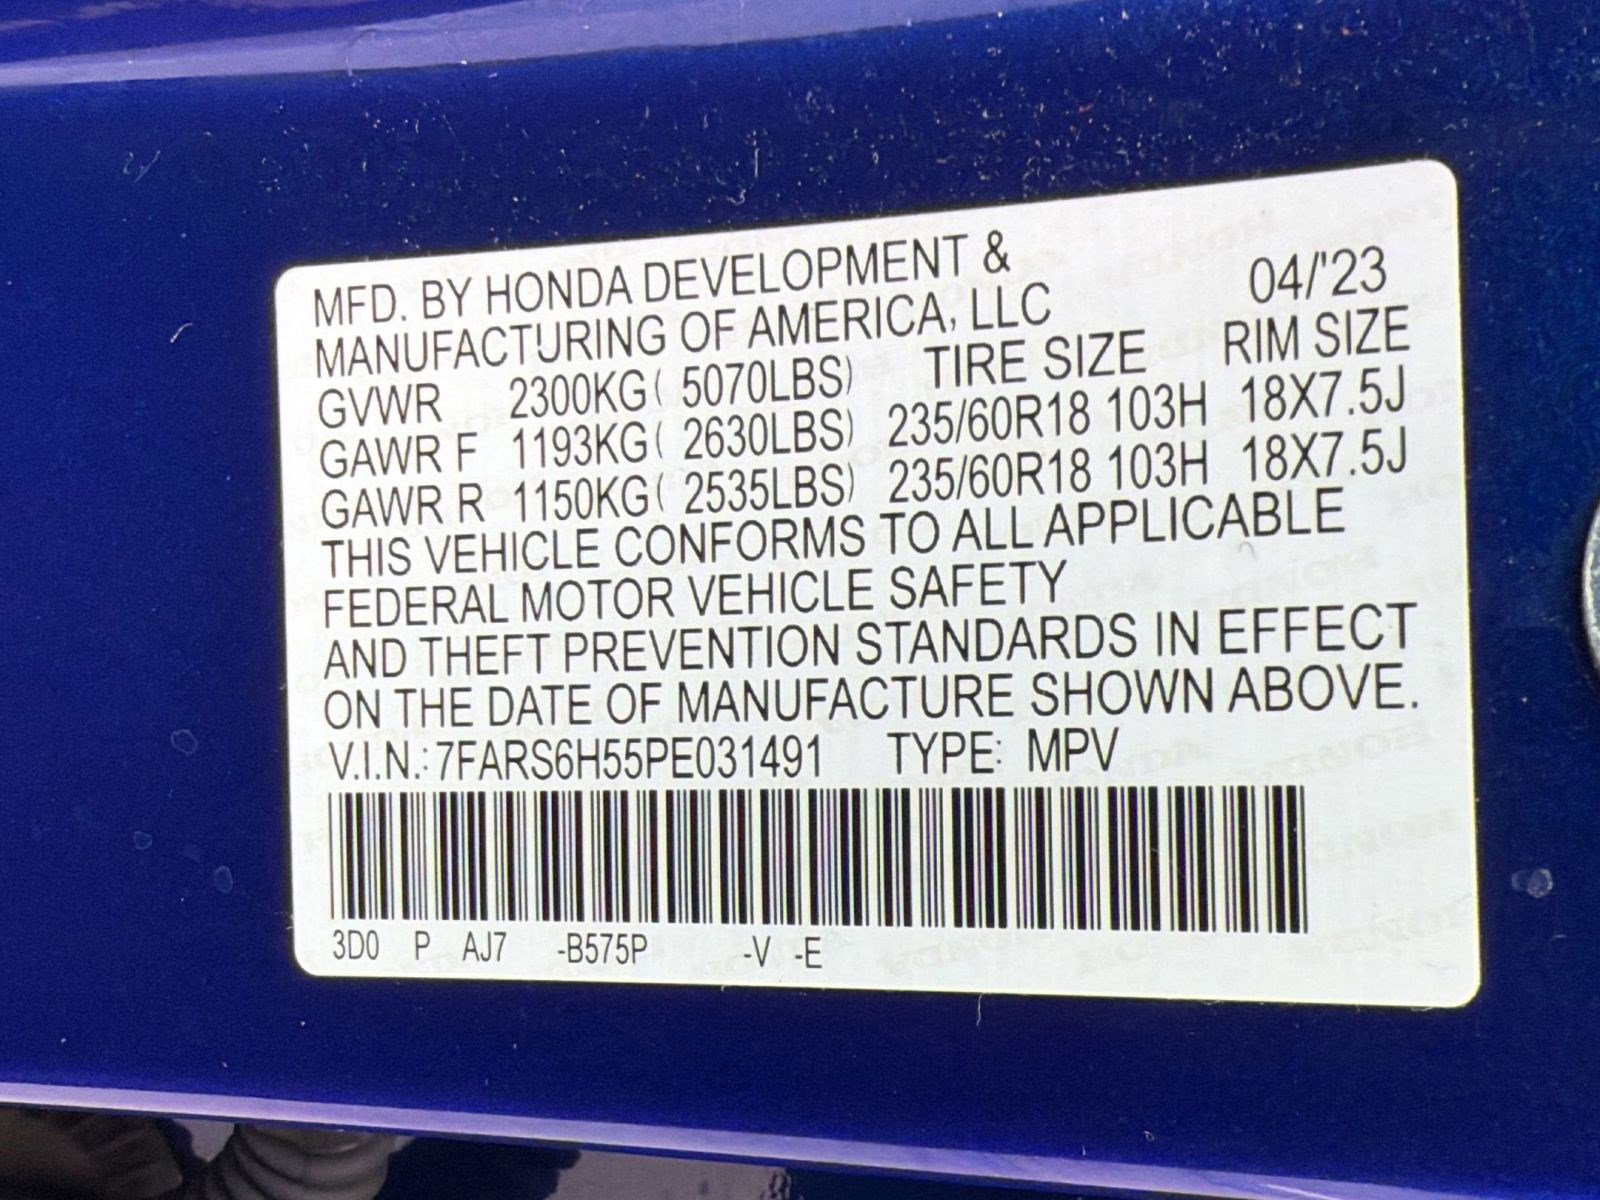 MFD. BY HONDA DEVELOPMENT &
MANUFACTURING OF AMERICA, LLC 04/'23
GVWR 2300KG( 5070LBS) TIRE SIZE RIM SIZE
GAWR F 1193KG( 2630LBS) 235/60R18 103H 18X7.5J
GAWR R 1150KG( 2535LBS) 235/60R18 103H 18X7.5J
THIS VEHICLE CONFORMS TO ALL APPLICABLE
FEDERAL MOTOR VEHICLE SAFETY
AND THEFT PREVENTION STANDARDS IN EFFECT
ON THE DATE OF MANUFACTURE SHOWN ABOVE.
V.I.N.: 7FARS6H55PE031491 TYPE: MPV
3D0 P AJ7 -B575P -V -E